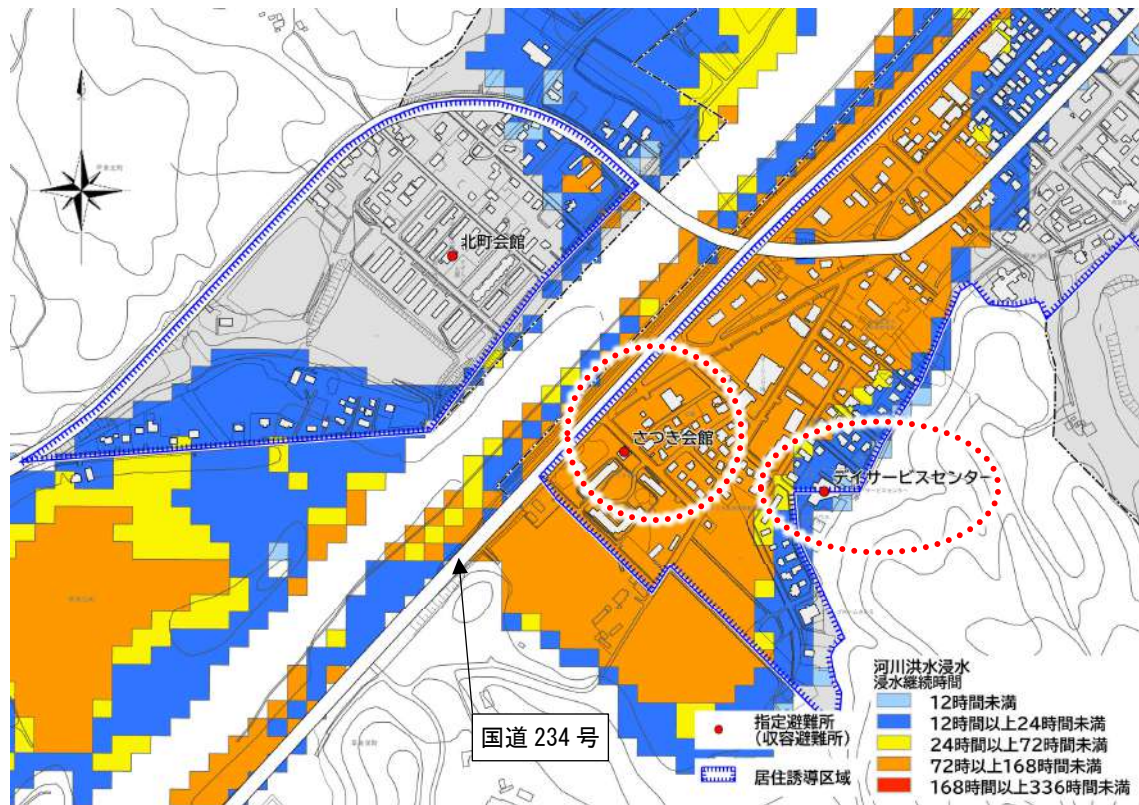 北町会館
さつき会館
デイサービスセンター
国道 234 号
指定避難所
(収容避難所)
居住誘導区域
河川洪水浸水
浸水継続時間
12時間未満
12時間以上24時間未満
24時間以上72時間未満
72時以上168時間未満
168時間以上336時間未満